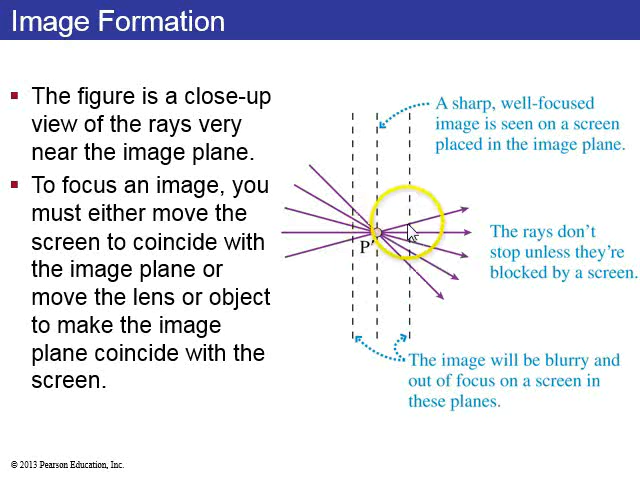 Image Formation
The figure is a close-up
view of the rays very
near the image plane.
To focus an image, you
must either move the
screen to coincide with
the image plane or
move the lens or object
to make the image
plane coincide with the
screen.
A sharp, well-focused
image is seen on a screen
placed in the image plane.
P′
The rays don't
stop unless they're
blocked by a screen.
The image will be blurry and
out of focus on a screen in
these planes.
© 2013 Pearson Education, Inc.